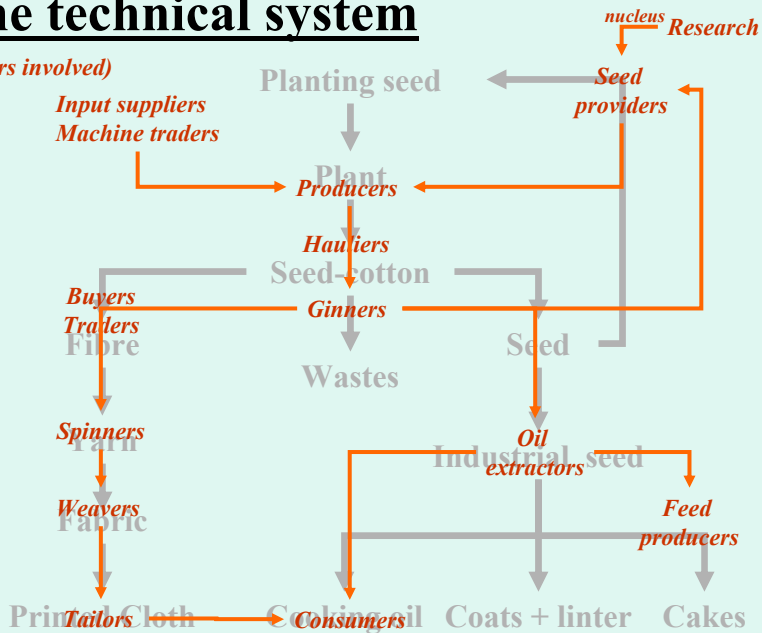 ne technical system
nucleus Research
rs involved)
Planting seed
Seed
providers
Input suppliers
Machine traders
Plant
Producers
Hauliers
Seed-cotton
Buyers
Traders
Ginners
Fibre
Seed
Wastes
Spinners
Yarn
Oil
extractors
Industrial seed
Weavers
Fabric
Feed
producers
Printed Cloth
Tailors
Cooking oil
Consumers
Coats + linter
Cakes